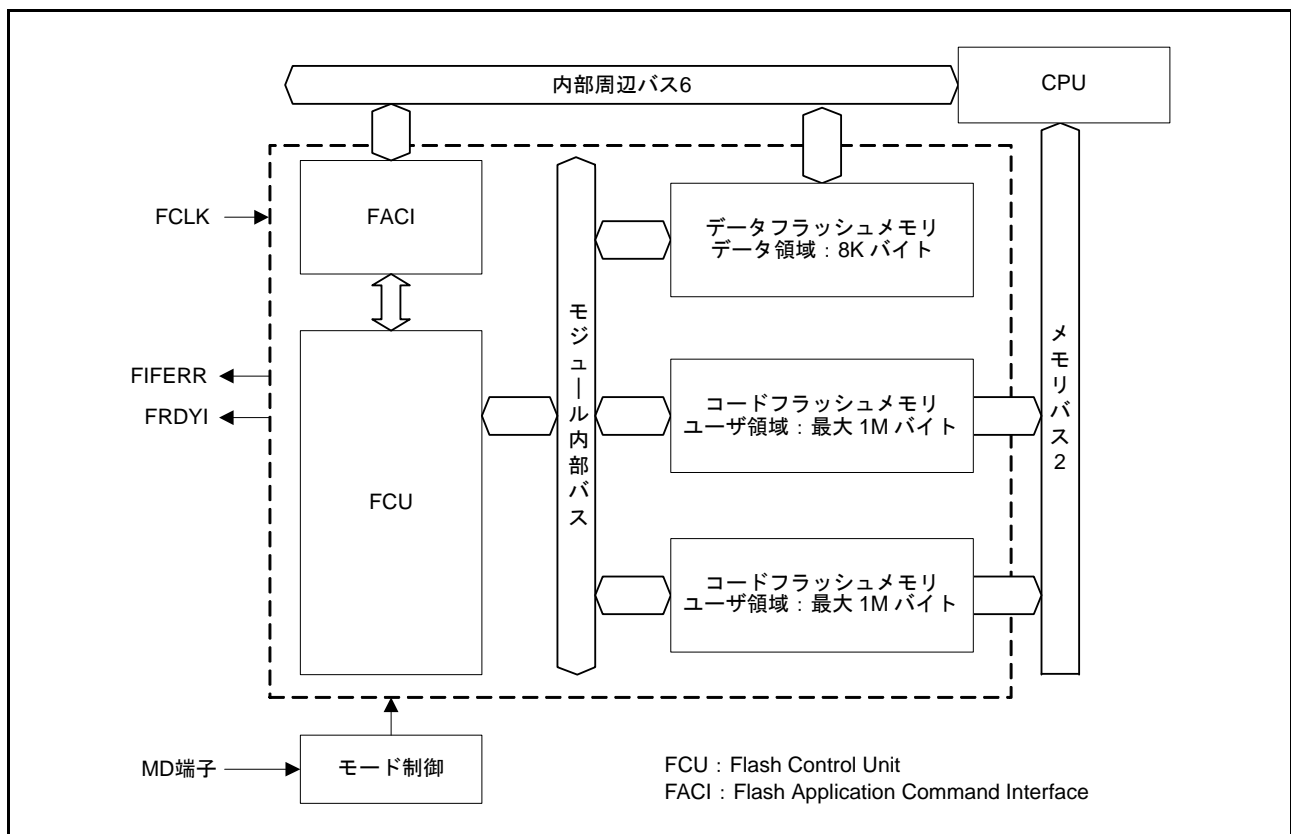 内部周辺バス6
CPU
FCLK
FACI
データフラッシュメモリ
データ領域：8K バイト
モジュール内部バス
メモリバス2
FIFERR
FRDYI
FCU
コードフラッシュメモリ
ユーザ領域：最大 1M バイト
コードフラッシュメモリ
ユーザ領域：最大 1M バイト
MD端子
モード制御
FCU：Flash Control Unit
FACI：Flash Application Command Interface